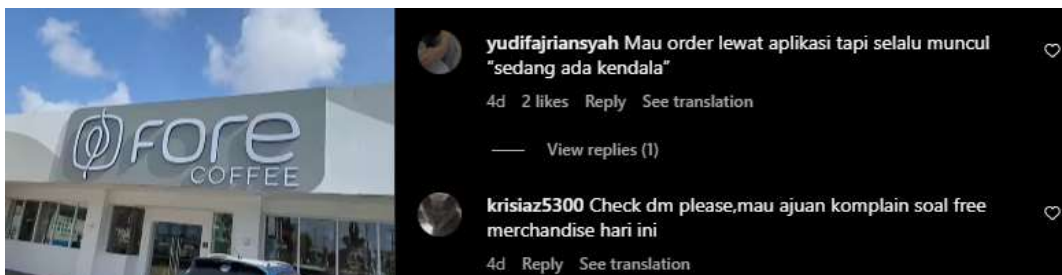 FORE
COFFEE
yudifajriansyah Mau order lewat aplikasi tapi selalu muncul
"sedang ada kendala"
4d 2 likes Reply See translation
View replies (1)
krisiaz5300 Check dm please,mau ajuan komplain soal free
merchandise hari ini
4d Reply See translation